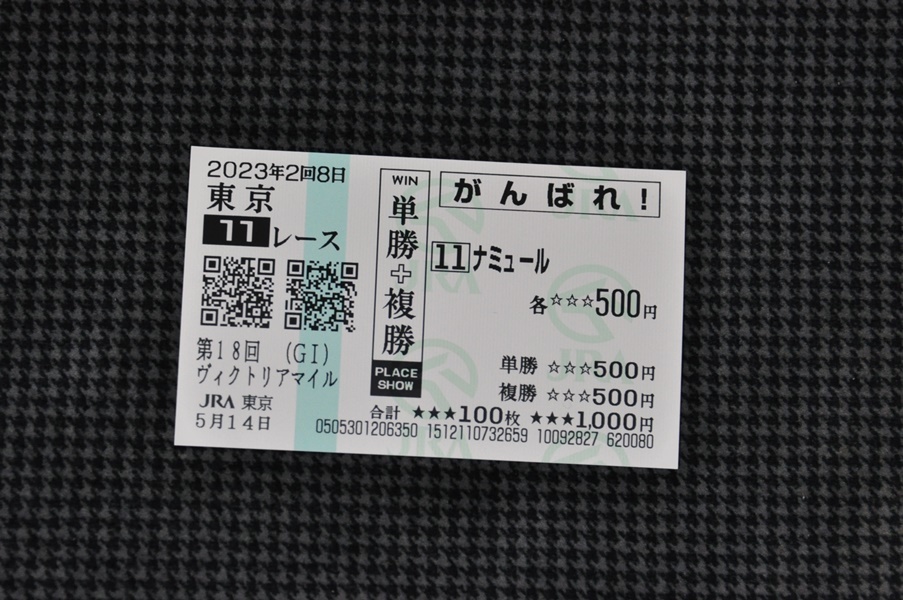 2023年2回8日
東京
11レース
第18回 (GI)
ヴィクトリアマイル
JRA 東京
5月14日
WIN
単勝+複勝
PLACE
SHOW
がんばれ!
11ナミュール
各☆☆☆500円
単勝 ☆☆☆500円
複勝 ☆☆☆500円
合計 ★★★100枚 ★★★1,000円
0505301206350 1512110732659 10092827 620080
JRA
JRA
JRA
JRA